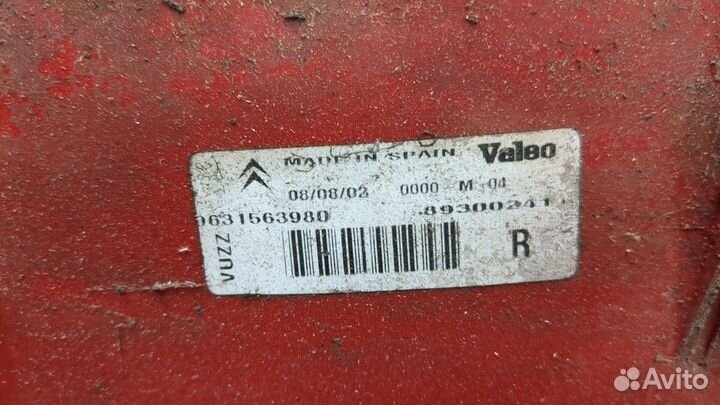 MADE IN SPAIN Valeo
08/08/02 0000 M 04
9631563980 89300241
VUZZ
R
Avito